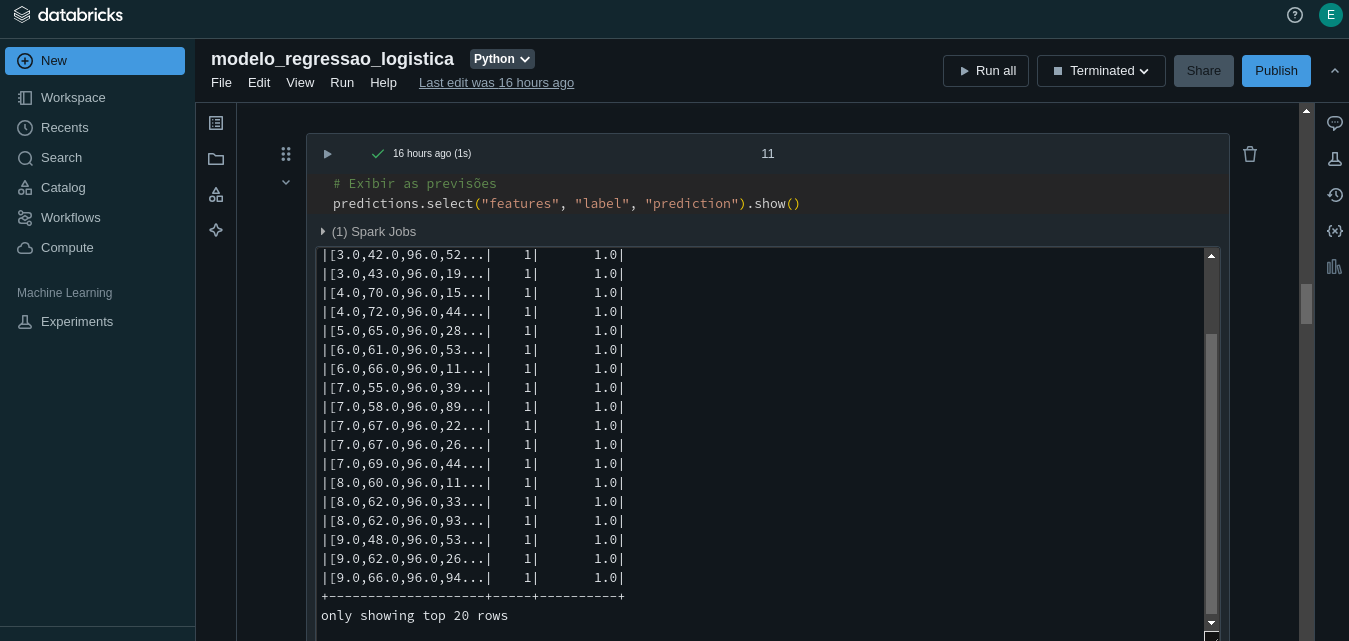 databricks
E
New
Workspace
Recents
Search
Catalog
Workflows
Compute
Machine Learning
Experiments
modelo_regressao_logistica
Python
File Edit View Run Help Last edit was 16 hours ago
Run all
Terminated
Share
Publish
16 hours ago (1s)
11
# Exibir as previsões
predictions.select("features", "label", "prediction").show()
(1) Spark Jobs
|[3.0,42.0,96.0,52...|    1|       1.0|
|[3.0,43.0,96.0,19...|    1|       1.0|
|[4.0,70.0,96.0,15...|    1|       1.0|
|[4.0,72.0,96.0,44...|    1|       1.0|
|[5.0,65.0,96.0,28...|    1|       1.0|
|[6.0,61.0,96.0,53...|    1|       1.0|
|[6.0,66.0,96.0,11...|    1|       1.0|
|[7.0,55.0,96.0,39...|    1|       1.0|
|[7.0,58.0,96.0,89...|    1|       1.0|
|[7.0,67.0,96.0,22...|    1|       1.0|
|[7.0,67.0,96.0,26...|    1|       1.0|
|[7.0,69.0,96.0,44...|    1|       1.0|
|[8.0,60.0,96.0,11...|    1|       1.0|
|[8.0,62.0,96.0,33...|    1|       1.0|
|[8.0,62.0,96.0,93...|    1|       1.0|
|[9.0,48.0,96.0,53...|    1|       1.0|
|[9.0,62.0,96.0,26...|    1|       1.0|
|[9.0,66.0,96.0,94...|    1|       1.0|
+--------------------+-----+----------+
only showing top 20 rows